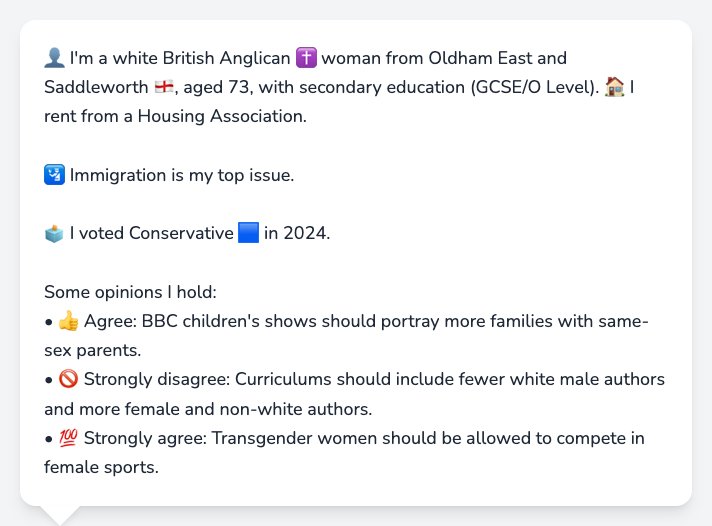 👤 I'm a white British Anglican ✝️ woman from Oldham East and
Saddleworth 🏴󠁧󠁢󠁥󠁮󠁧󠁿, aged 73, with secondary education (GCSE/O Level). 🏠 I
rent from a Housing Association.
🛂 Immigration is my top issue.
🗳️ I voted Conservative 🟦 in 2024.
Some opinions I hold:
• 👍 Agree: BBC children's shows should portray more families with same-
sex parents.
• 🚫 Strongly disagree: Curriculums should include fewer white male authors
and more female and non-white authors.
• 💯 Strongly agree: Transgender women should be allowed to compete in
female sports.